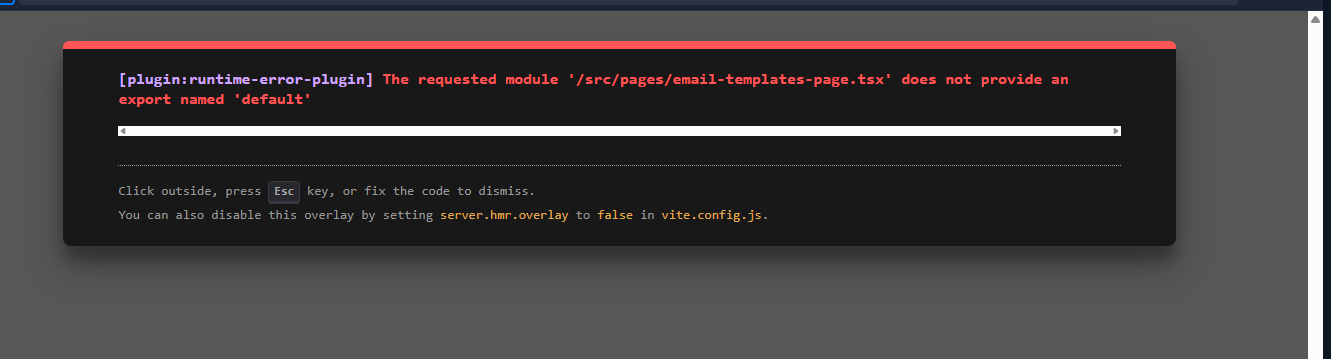 [plugin:runtime-error-plugin] The requested module '/src/pages/email-templates-page.tsx' does not provide an
export named 'default'
Click outside, press Esc key, or fix the code to dismiss.
You can also disable this overlay by setting server.hmr.overlay to false in vite.config.js.